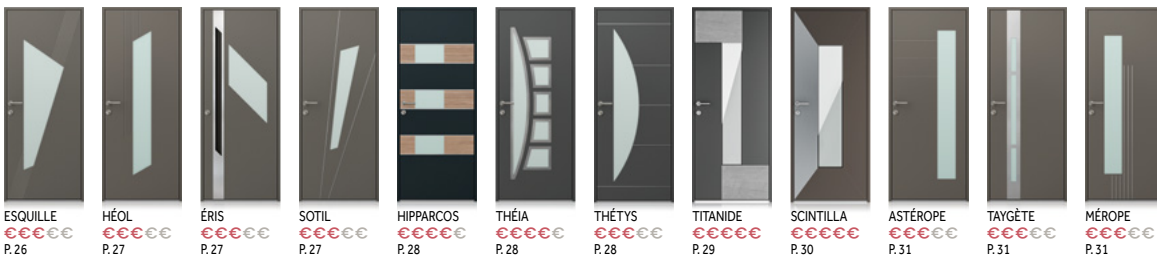 ESQUILLE
€€€€€
P. 26
HÉOL
€€€€€
P. 27
ÉRIS
€€€€€
P. 27
SOTIL
€€€€€
P. 27
HIPPARCOS
€€€€€
P. 28
THÉIA
€€€€€
P. 28
THÉTYS
€€€€€
P. 28
TITANIDE
€€€€€
P. 29
SCINTILLA
€€€€€
P. 30
ASTÉROPE
€€€€€
P. 31
TAYGÈTE
€€€€€
P. 31
MÉROPE
€€€€€
P. 31